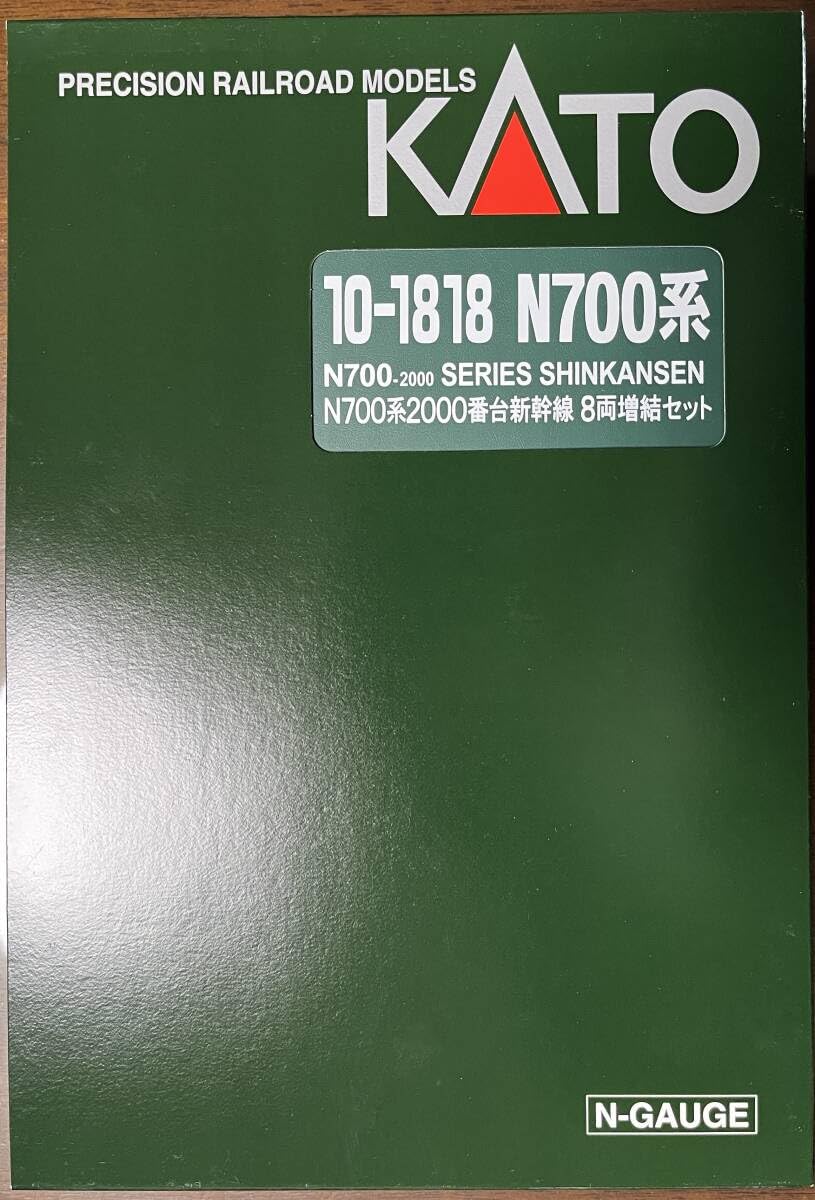 PRECISION RAILROAD MODELS
KATO
10-1818 N700系
N700-2000 SERIES SHINKANSEN
N700系2000番台新幹線 8両増結セット
N-GAUGE